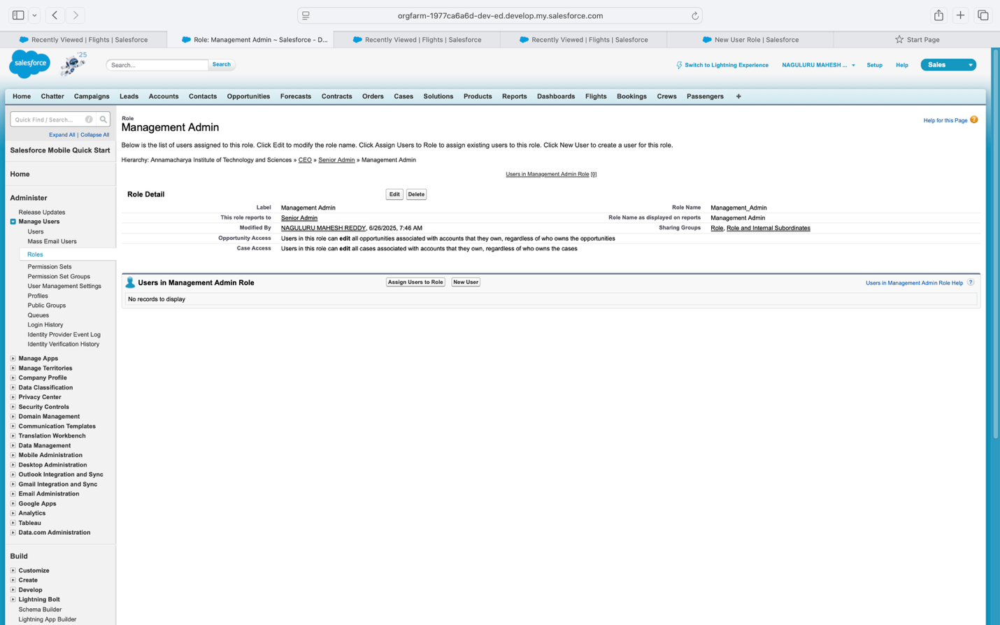 orgfarm-1977ca6a6d-dev-ed.develop.my.salesforce.com
Recently Viewed | Flights | Salesforce
Role: Management Admin ~ Salesforce - D...
Recently Viewed | Flights | Salesforce
Recently Viewed | Flights | Salesforce
New User Role | Salesforce
Start Page
salesforce
'25
Search...
Search
Switch to Lightning Experience
NAGULURU MAHESH ...
Setup
Help
Sales
Home Chatter Campaigns Leads Accounts Contacts Opportunities Forecasts Contracts Orders Cases Solutions Products Reports Dashboards Flights Bookings Crews Passengers +
Quick Find / Search...
Expand All | Collapse All
Salesforce Mobile Quick Start
Home
Administer
Release Updates
Manage Users
Users
Mass Email Users
Roles
Permission Sets
Permission Set Groups
User Management Settings
Profiles
Public Groups
Queues
Login History
Identity Provider Event Log
Identity Verification History
Manage Apps
Manage Territories
Company Profile
Data Classification
Privacy Center
Security Controls
Domain Management
Communication Templates
Translation Workbench
Data Management
Mobile Administration
Desktop Administration
Outlook Integration and Sync
Gmail Integration and Sync
Email Administration
Google Apps
Analytics
Tableau
Data.com Administration
Build
Customize
Create
Develop
Lightning Bolt
Schema Builder
Lightning App Builder
Role
Management Admin
Help for this Page ?
Below is the list of users assigned to this role. Click Edit to modify the role name. Click Assign Users to Role to assign existing users to this role. Click New User to create a user for this role.
Hierarchy: Annamacharya Institute of Technology and Sciences » CEO » Senior Admin » Management Admin
Users in Management Admin Role [0]
Role Detail
Edit Delete
Label Management Admin Role Name Management_Admin
This role reports to Senior Admin Role Name as displayed on reports Management Admin
Modified By NAGULURU MAHESH REDDY, 6/26/2025, 7:46 AM Sharing Groups Role, Role and Internal Subordinates
Opportunity Access Users in this role can edit all opportunities associated with accounts that they own, regardless of who owns the opportunities
Case Access Users in this role can edit all cases associated with accounts that they own, regardless of who owns the cases
Users in Management Admin Role
Assign Users to Role New User
Users in Management Admin Role Help ?
No records to display